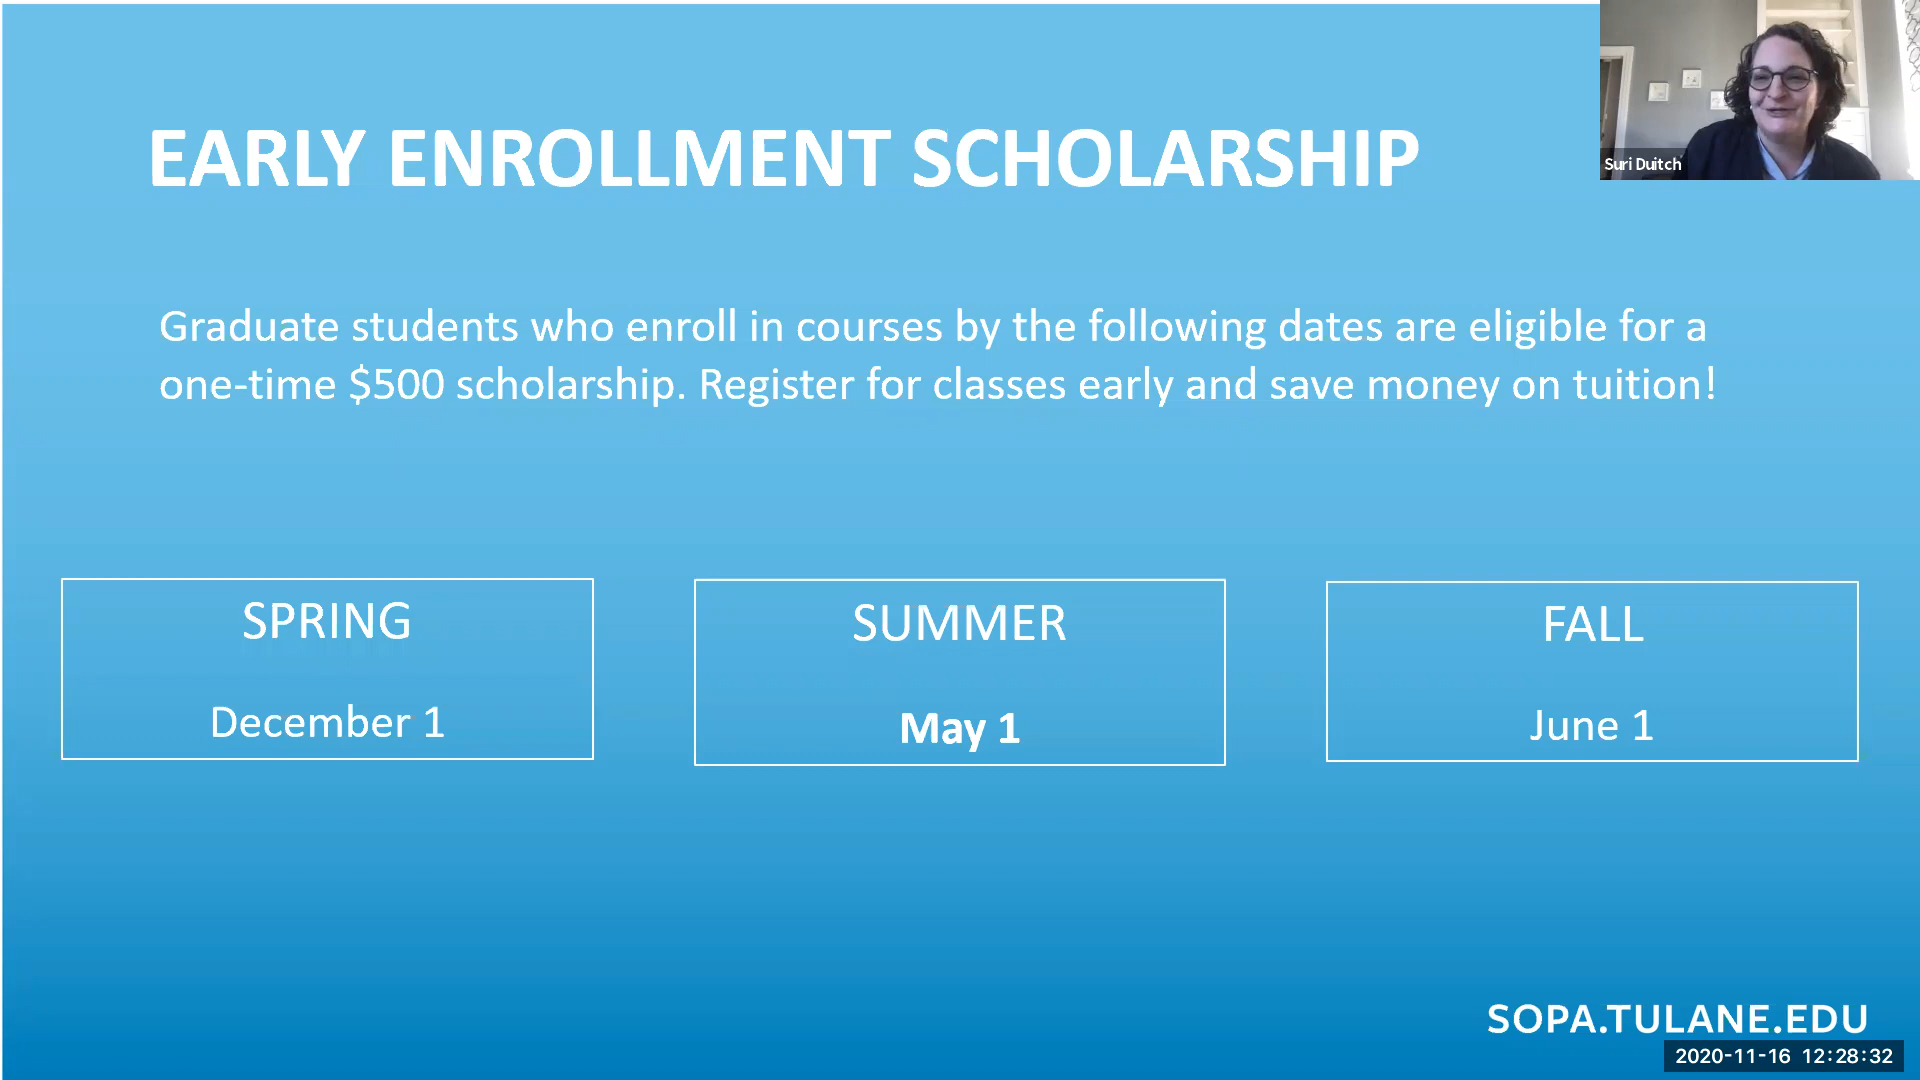 EARLY ENROLLMENT SCHOLARSHIP
Suri Duitch
Graduate students who enroll in courses by the following dates are eligible for a
one-time $500 scholarship. Register for classes early and save money on tuition!
SPRING
December 1
SUMMER
May 1
FALL
June 1
SOPA.TULANE.EDU
2020-11-16 12:28:32